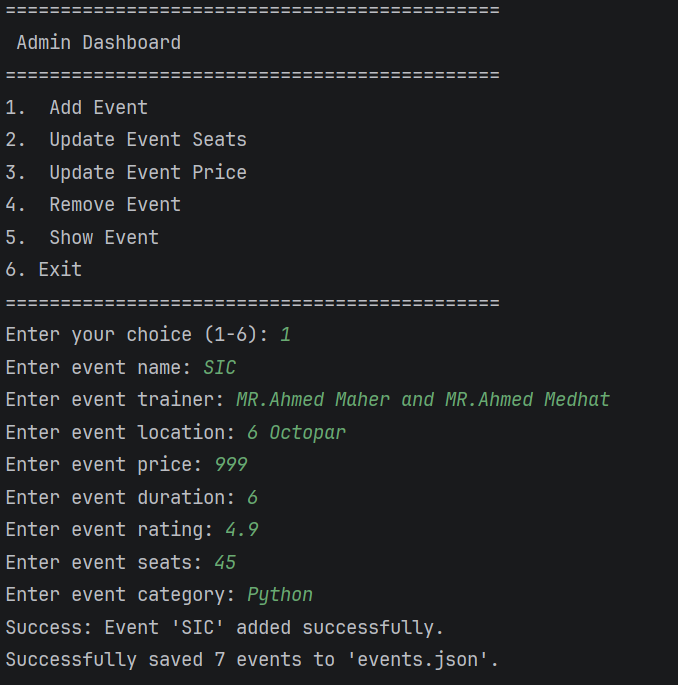 =============================================
Admin Dashboard
=============================================
1.  Add Event
2.  Update Event Seats
3.  Update Event Price
4.  Remove Event
5.  Show Event
6. Exit
=============================================
Enter your choice (1-6): 1
Enter event name: SIC
Enter event trainer: MR.Ahmed Maher and MR.Ahmed Medhat
Enter event location: 6 Octopar
Enter event price: 999
Enter event duration: 6
Enter event rating: 4.9
Enter event seats: 45
Enter event category: Python
Success: Event 'SIC' added successfully.
Successfully saved 7 events to 'events.json'.